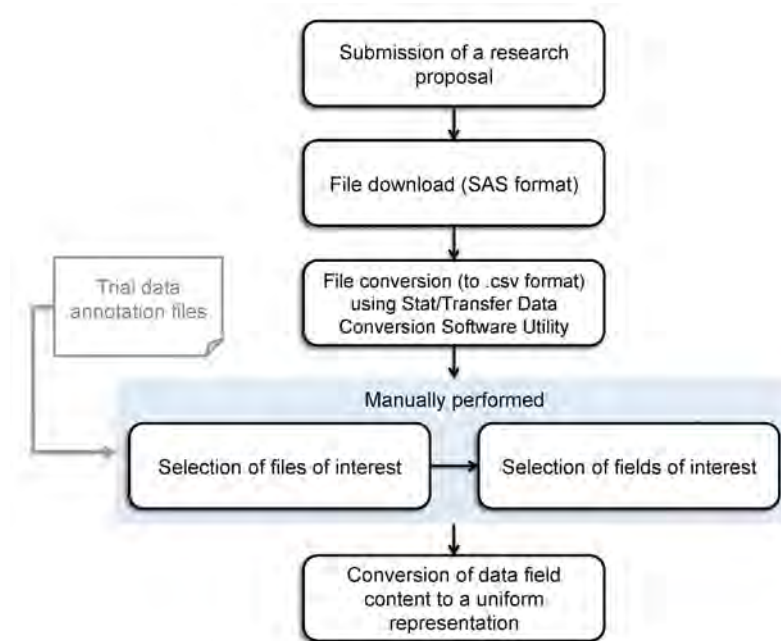 Submission of a research
proposal
File download (SAS format)
Trial data
annotation files
File conversion (to .csv format)
using Stat/Transfer Data
Conversion Software Utility
Manually performed
Selection of files of interest
Selection of fields of interest
Conversion of data field
content to a uniform
representation